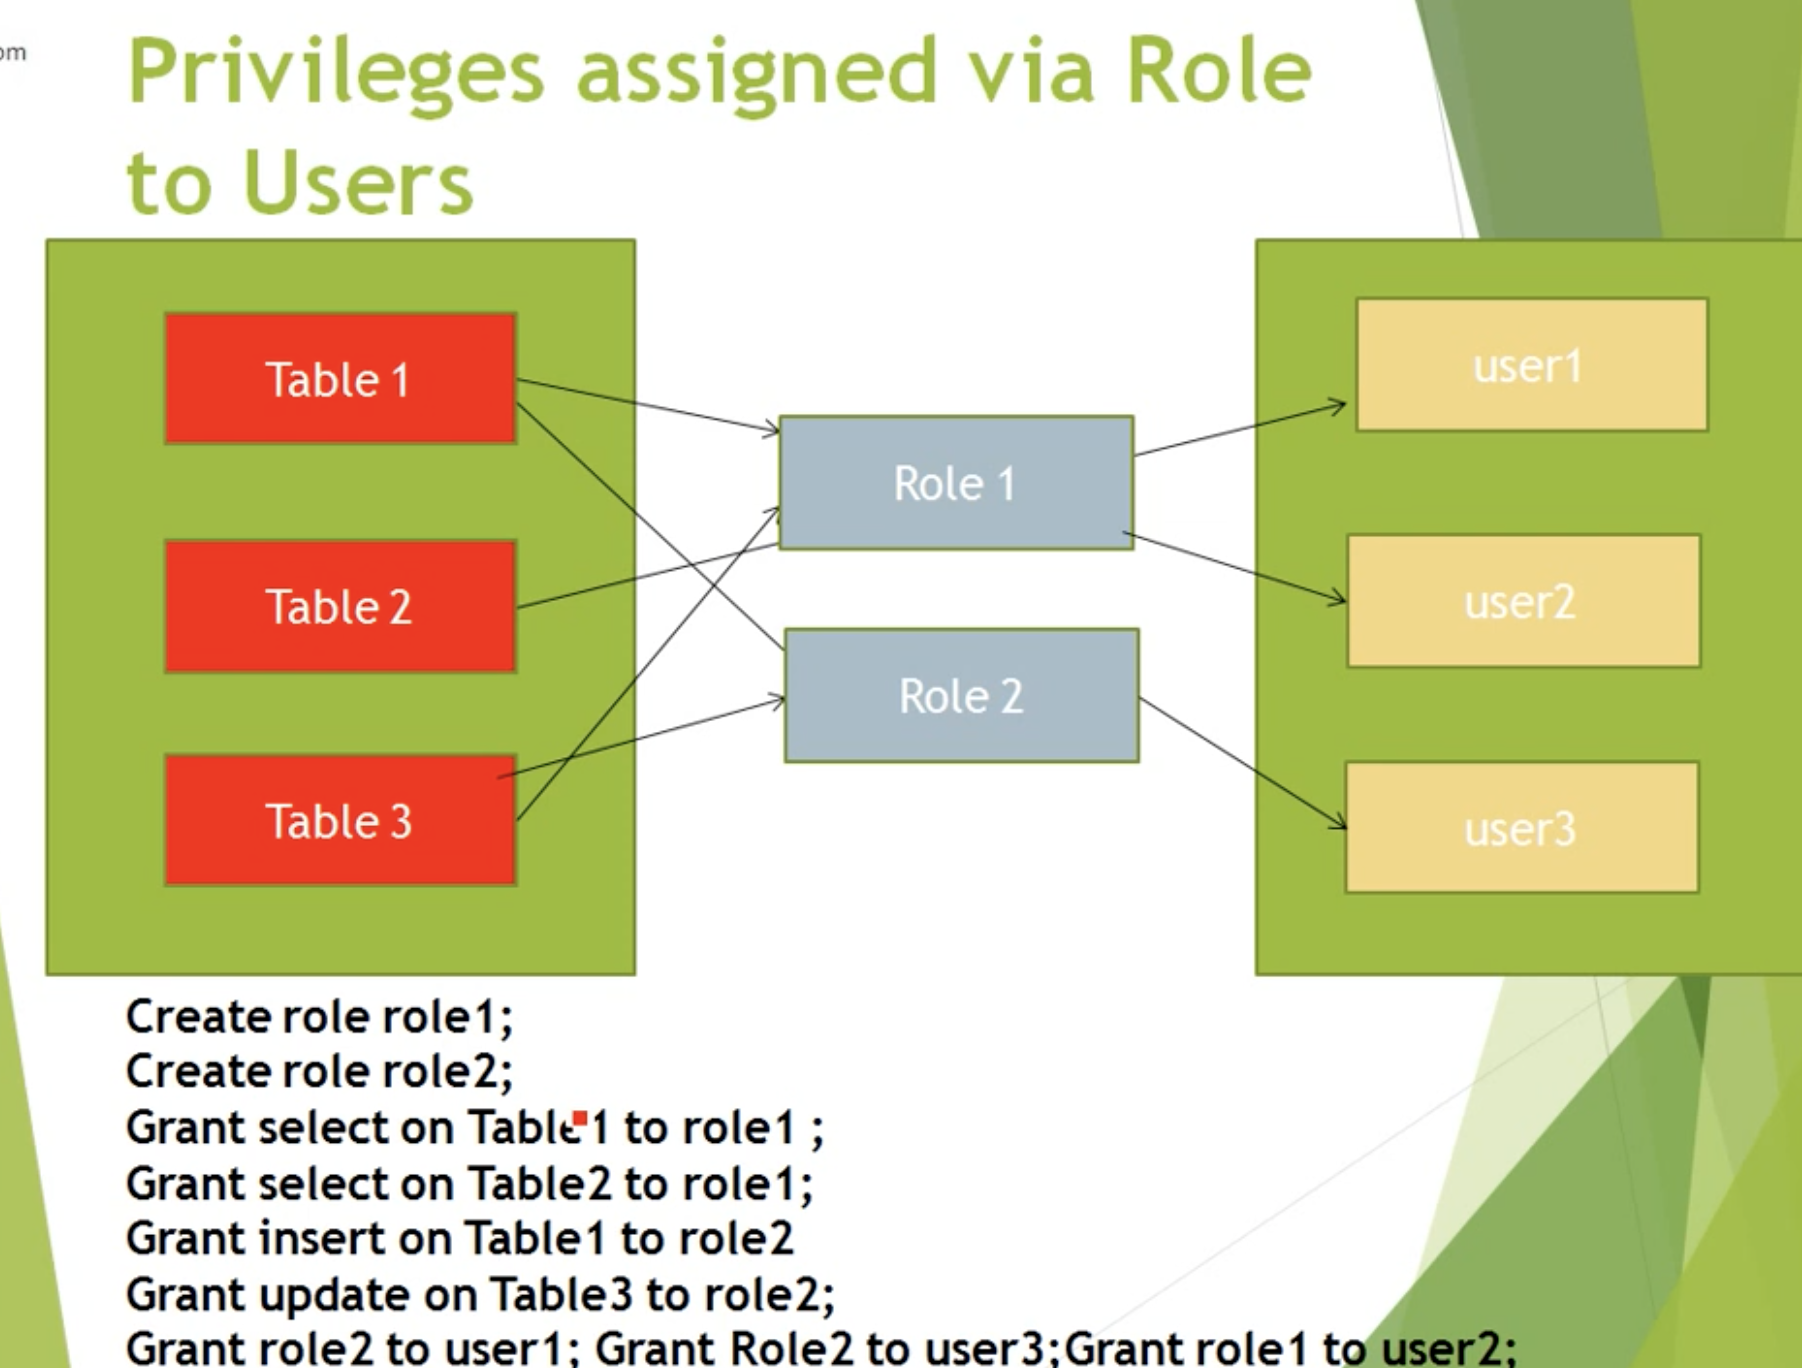 om
Privileges assigned via Role
to Users
Table 1
Table 2
Table 3
Role 1
Role 2
user1
user2
user3
Create role role1;
Create role role2;
Grant select on Table1 to role1 ;
Grant select on Table2 to role1;
Grant insert on Table1 to role2
Grant update on Table3 to role2;
Grant role2 to user1; Grant Role2 to user3;Grant role1 to user2;